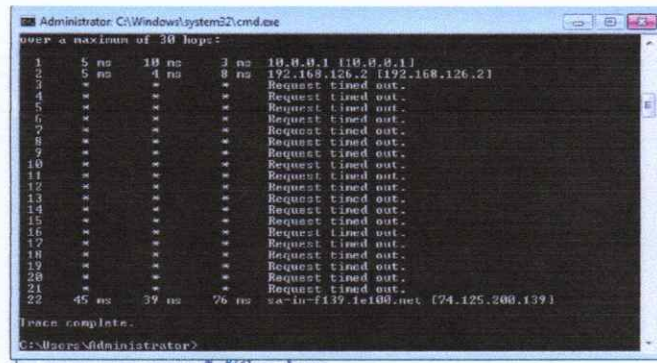 Administrator: C:\Windows\system32\cmd.exe
over a maximum of 30 hops:
1 5 ms 10 ms 3 ms 10.0.0.1 [10.0.0.1]
2 5 ms 4 ms 8 ms 192.168.126.2 [192.168.126.2]
3 * * * Request timed out.
4 * * * Request timed out.
5 * * * Request timed out.
6 * * * Request timed out.
7 * * * Request timed out.
8 * * * Request timed out.
9 * * * Request timed out.
10 * * * Request timed out.
11 * * * Request timed out.
12 * * * Request timed out.
13 * * * Request timed out.
14 * * * Request timed out.
15 * * * Request timed out.
16 * * * Request timed out.
17 * * * Request timed out.
18 * * * Request timed out.
19 * * * Request timed out.
20 * * * Request timed out.
21 * * * Request timed out.
22 45 ms 39 ms 76 ms sa-in-f139.1e100.net [74.125.200.139]
Trace complete.
C:\Users\Administrator>